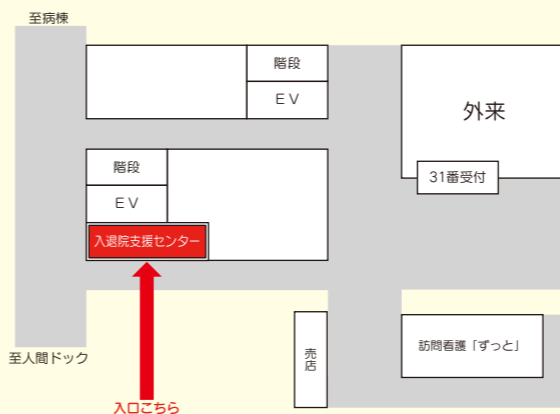 至病棟
階段
EV
外来
階段
EV
31番受付
入退院支援センター
売店
訪問看護「ずっと」
至人間ドック
入口こちら